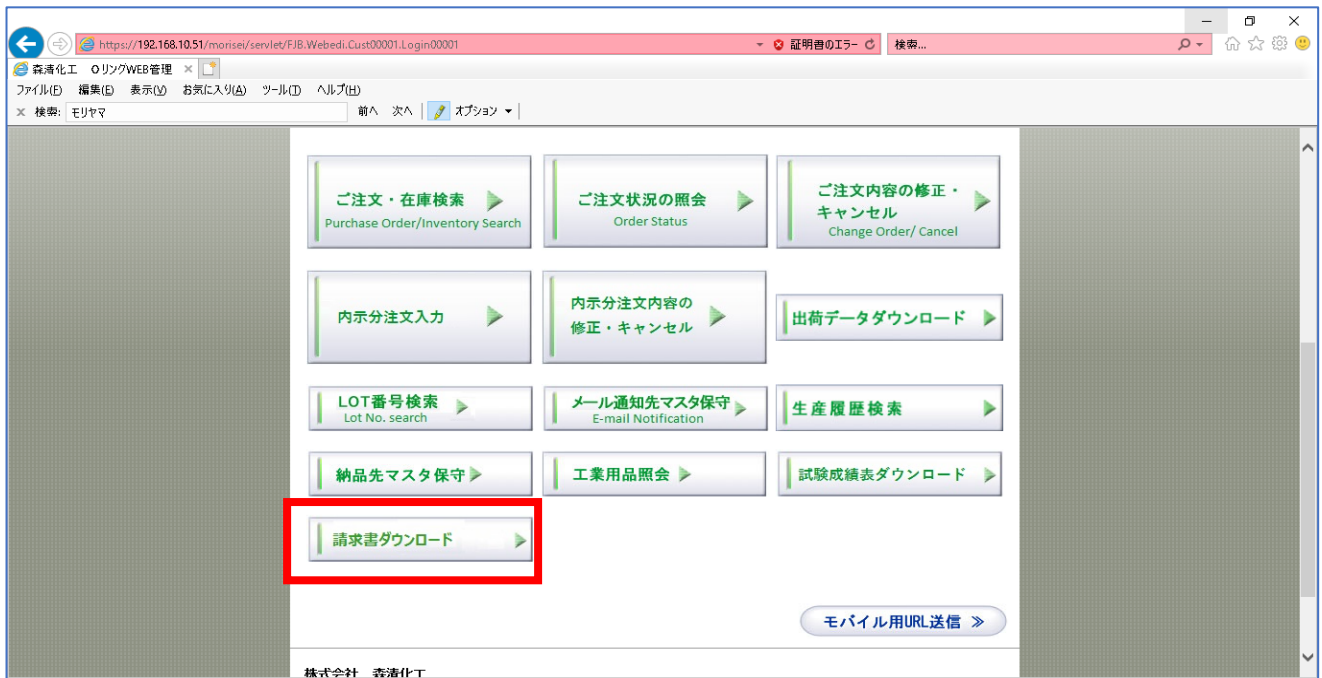 https://192.168.10.51/morisei/servlet/FJB.Webedi.Cust00001.Login00001
証明書のエラー
検索...
森清化工 OリングWEB管理
ファイル(F) 編集(E) 表示(V) お気に入り(A) ツール(T) ヘルプ(H)
x 検索: モリヤマ 前へ 次へ オプション
ご注文・在庫検索
Purchase Order/Inventory Search
ご注文状況の照会
Order Status
ご注文内容の修正・
キャンセル
Change Order/ Cancel
内示分注文入力
内示分注文内容の
修正・キャンセル
出荷データダウンロード
LOT番号検索
Lot No. search
メール通知先マスタ保守
E-mail Notification
生産履歴検索
納品先マスタ保守
工業用品照会
試験成績表ダウンロード
請求書ダウンロード
モバイル用URL送信 ≫
株式会社 森清化工